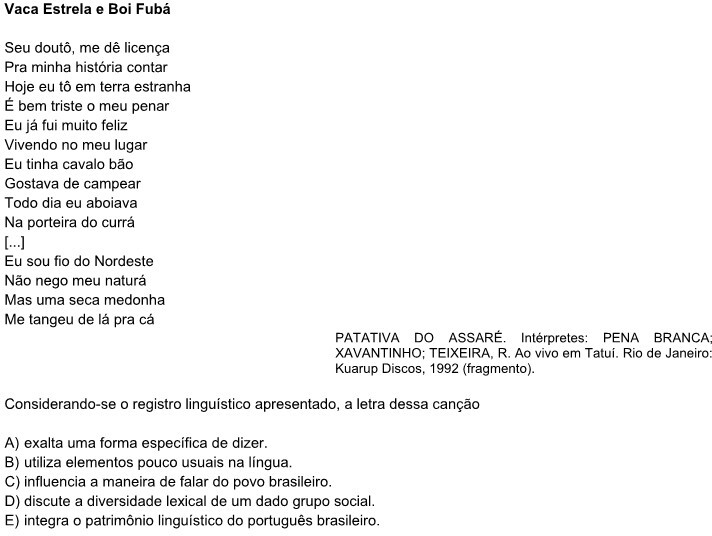 Vaca Estrela e Boi Fubá
Seu doutô, me dê licença
Pra minha história contar
Hoje eu tô em terra estranha
É bem triste o meu penar
Eu já fui muito feliz
Vivendo no meu lugar
Eu tinha cavalo bão
Gostava de campear
Todo dia eu aboiava
Na porteira do currá
[...]
Eu sou fio do Nordeste
Não nego meu naturá
Mas uma seca medonha
Me tangeu de lá pra cá
PATATIVA DO ASSARÉ. Intérpretes: PENA BRANCA;
XAVANTINHO; TEIXEIRA, R. Ao vivo em Tatuí. Rio de Janeiro:
Kuarup Discos, 1992 (fragmento).
Considerando-se o registro linguístico apresentado, a letra dessa canção
A) exalta uma forma específica de dizer.
B) utiliza elementos pouco usuais na língua.
C) influencia a maneira de falar do povo brasileiro.
D) discute a diversidade lexical de um dado grupo social.
E) integra o patrimônio linguístico do português brasileiro.